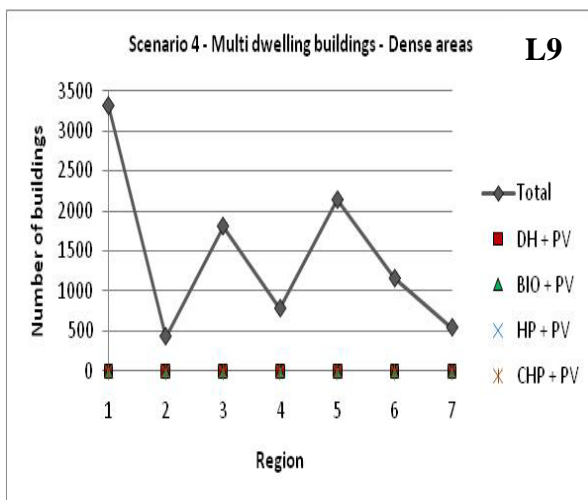 Scenario 4 - Multi dwelling buildings - Dense areas
L9
Number of buildings
3500
3000
2500
2000
1500
1000
500
0
1 2 3 4 5 6 7
Region
Total
DH + PV
BIO + PV
HP + PV
CHP + PV